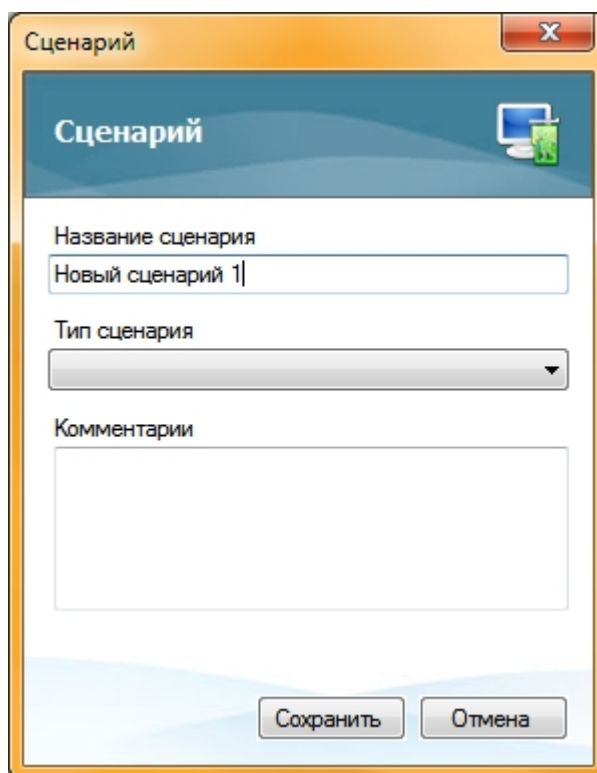 Сценарий
Сценарий
Название сценария
Новый сценарий 1
Тип сценария
Комментарии
Сохранить
Отмена